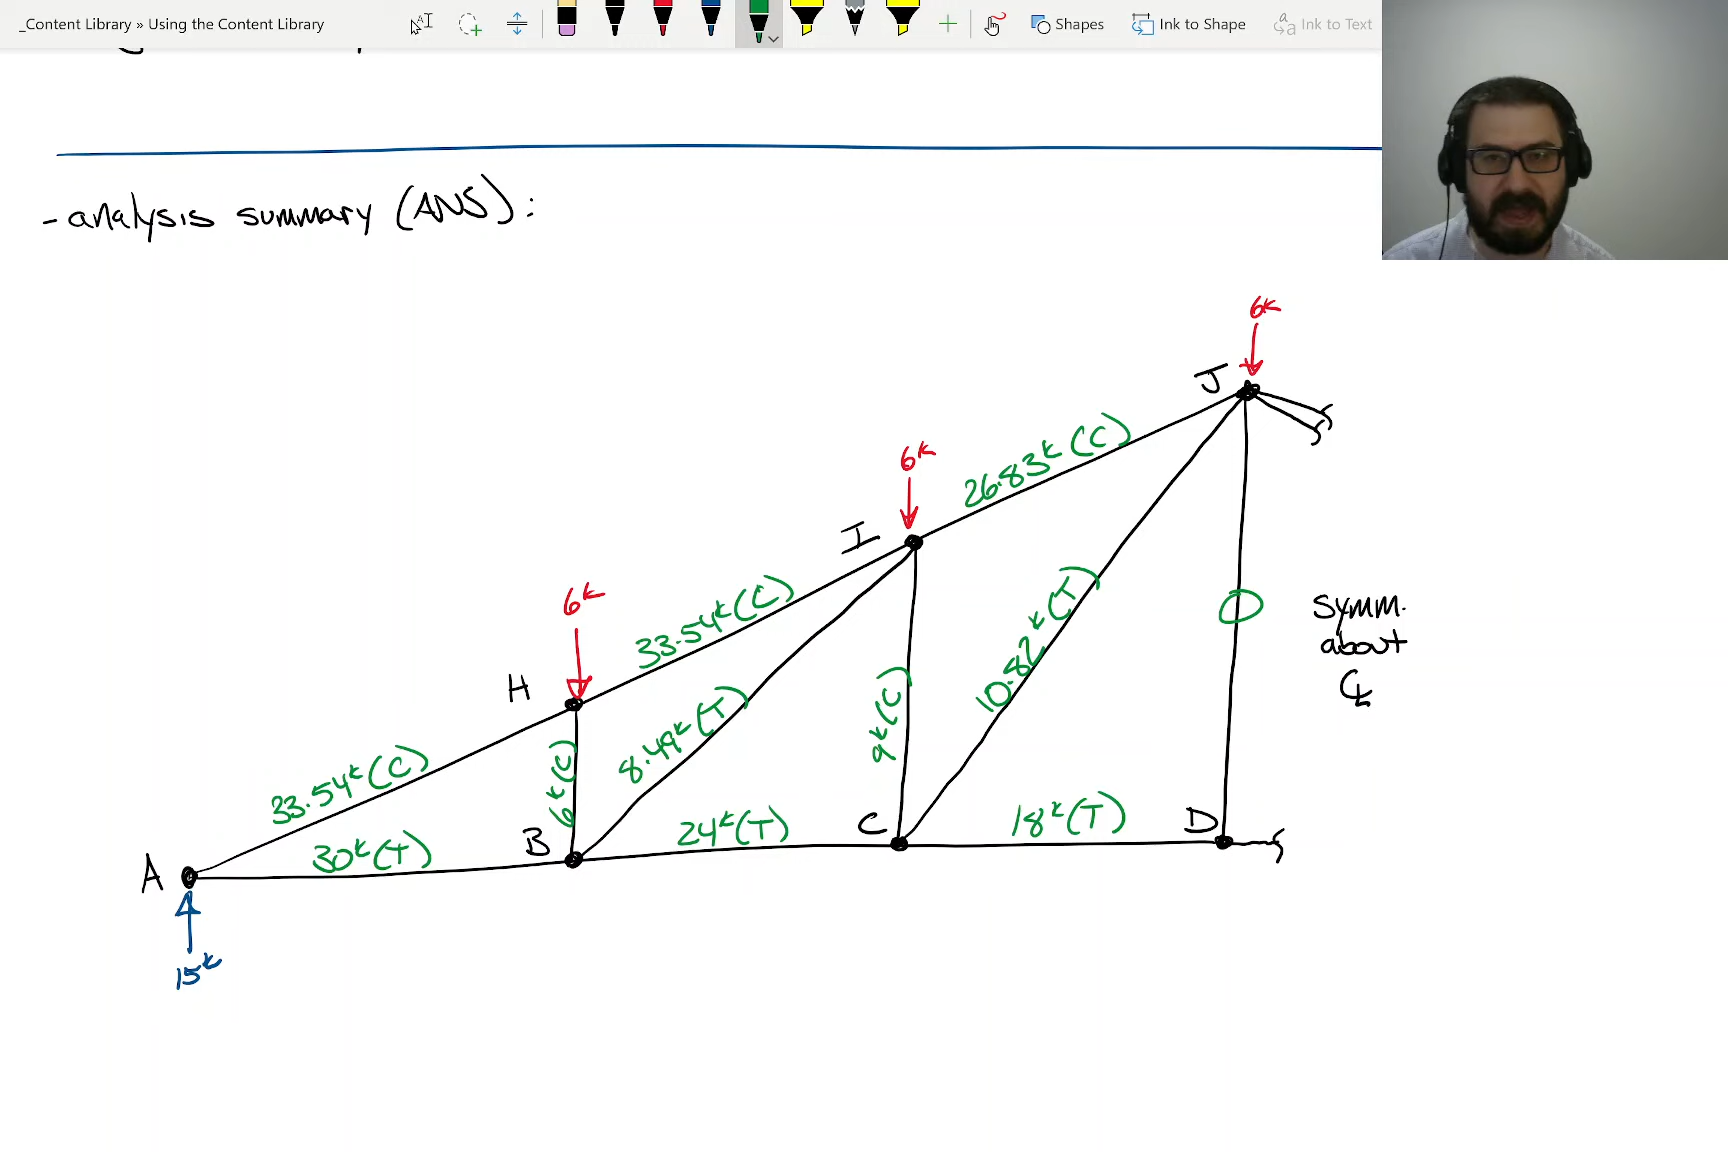 _Content Library » Using the Content Library
Shapes
Ink to Shape
Ink to Text
- analysis summary (ANS):
6k
J
26.83k (C)
6k
I
6k
33.54k (C)
10.82k (T)
symm.
about
CL
H
9k (C)
8.49k (T)
33.54k (C)
6k (C)
B
24k (T)
C
18k (T)
D
A
30k (T)
15k
0